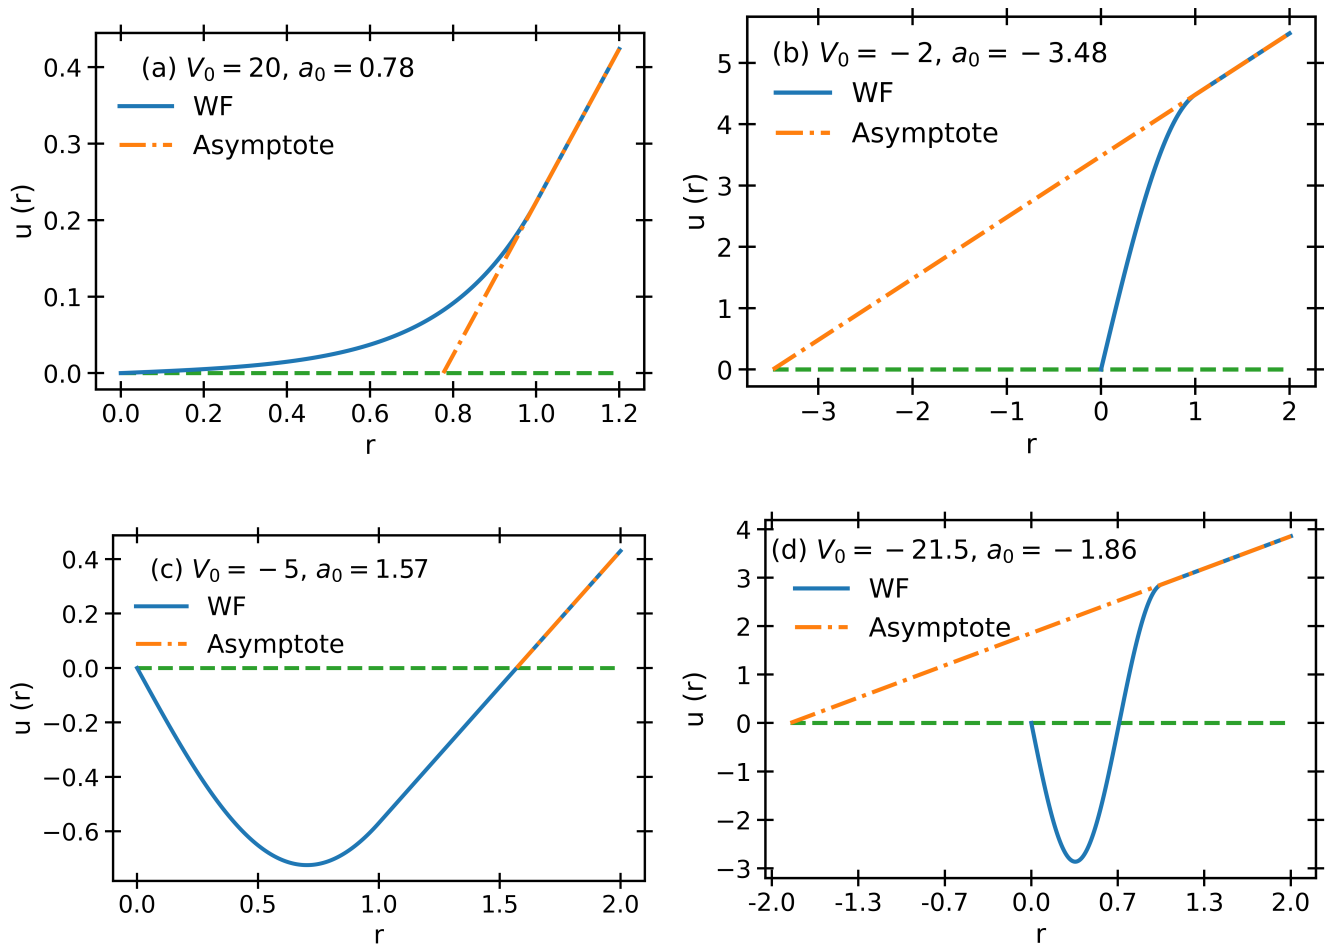 (a) V₀ = 20, a₀ = 0.78
WF
Asymptote
0.4
0.3
0.2
0.1
0.0
u (r)
0.0 0.2 0.4 0.6 0.8 1.0 1.2
r
(b) V₀ = −2, a₀ = −3.48
WF
Asymptote
5
4
3
2
1
0
u (r)
−3 −2 −1 0 1 2
r
(c) V₀ = −5, a₀ = 1.57
WF
Asymptote
0.4
0.2
0.0
−0.2
−0.4
−0.6
u (r)
0.0 0.5 1.0 1.5 2.0
r
(d) V₀ = −21.5, a₀ = −1.86
WF
Asymptote
4
3
2
1
0
−1
−2
−3
u (r)
-2.0 -1.3 -0.7 0.0 0.7 1.3 2.0
r